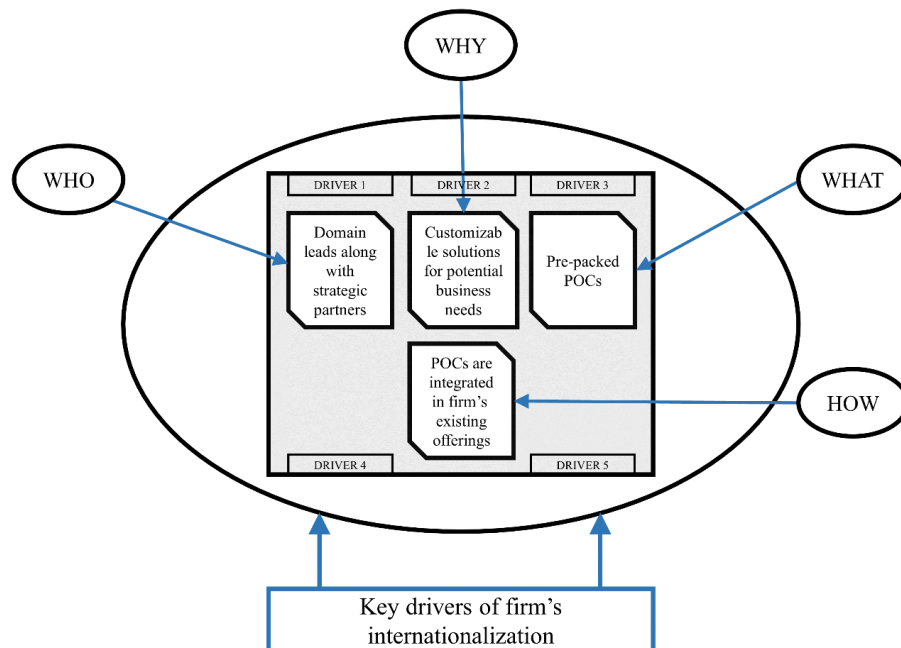 WHY
WHO
WHAT
DRIVER 1
DRIVER 2
DRIVER 3
Domain
leads along
with
strategic
partners
Customizab
le solutions
for potential
business
needs
Pre-packed
POCs
POCs are
integrated
in firm’s
existing
offerings
HOW
DRIVER 4
DRIVER 5
Key drivers of firm’s
internationalization